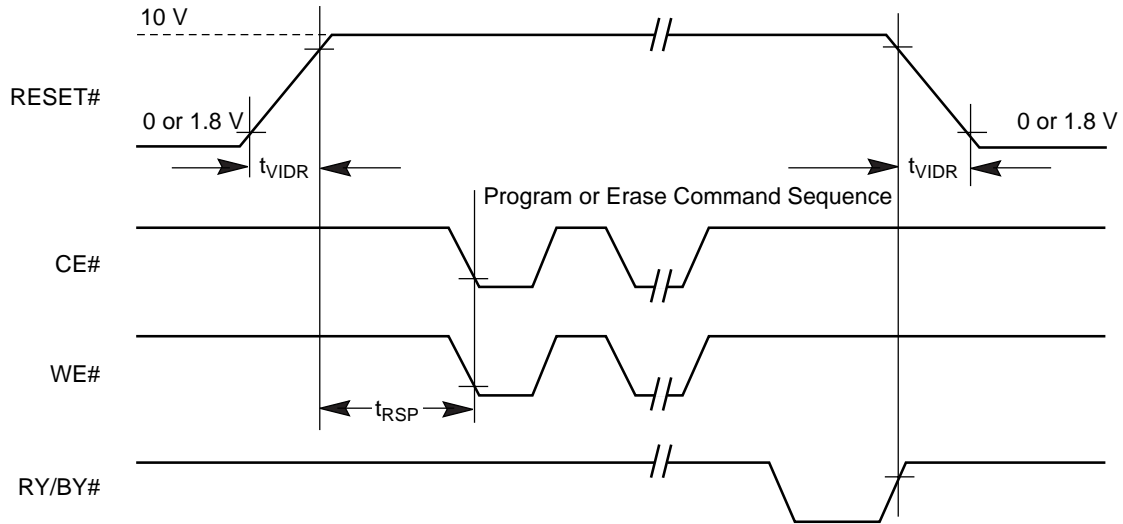 10 V
RESET#
0 or 1.8 V
0 or 1.8 V
tVIDR
tVIDR
Program or Erase Command Sequence
CE#
WE#
tRSP
RY/BY#